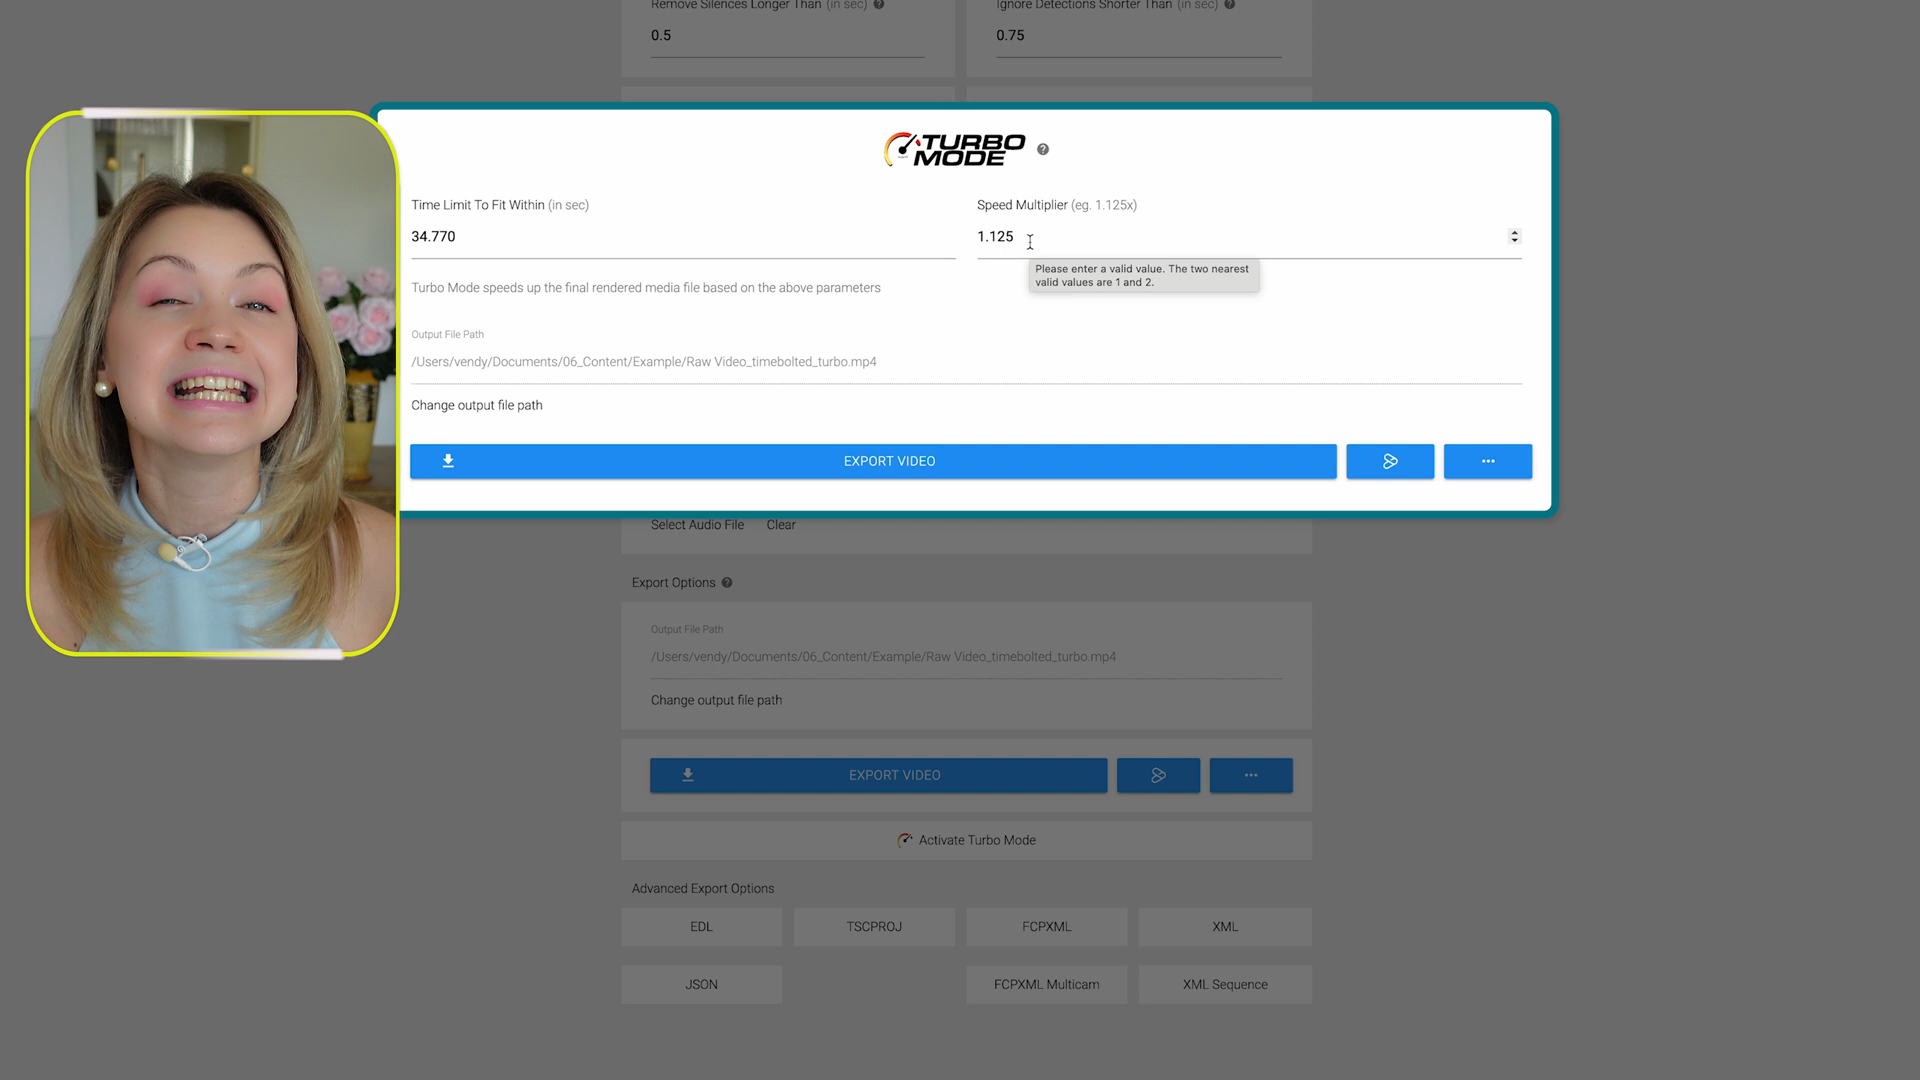 Remove Silences Longer Than (in sec)
Ignore Detections Shorter Than (in sec)
0.5
0.75
TURBO
MODE
Time Limit To Fit Within (in sec)
Speed Multiplier (eg. 1.125x)
34.770
1.125
Please enter a valid value. The two nearest
valid values are 1 and 2.
Turbo Mode speeds up the final rendered media file based on the above parameters
Output File Path
/Users/vendy/Documents/06_Content/Example/Raw Video_timebolted_turbo.mp4
Change output file path
EXPORT VIDEO
Select Audio File
Clear
Export Options
Output File Path
/Users/vendy/Documents/06_Content/Example/Raw Video_timebolted_turbo.mp4
Change output file path
EXPORT VIDEO
Activate Turbo Mode
Advanced Export Options
EDL
TSCPROJ
FCPXML
XML
JSON
FCPXML Multicam
XML Sequence